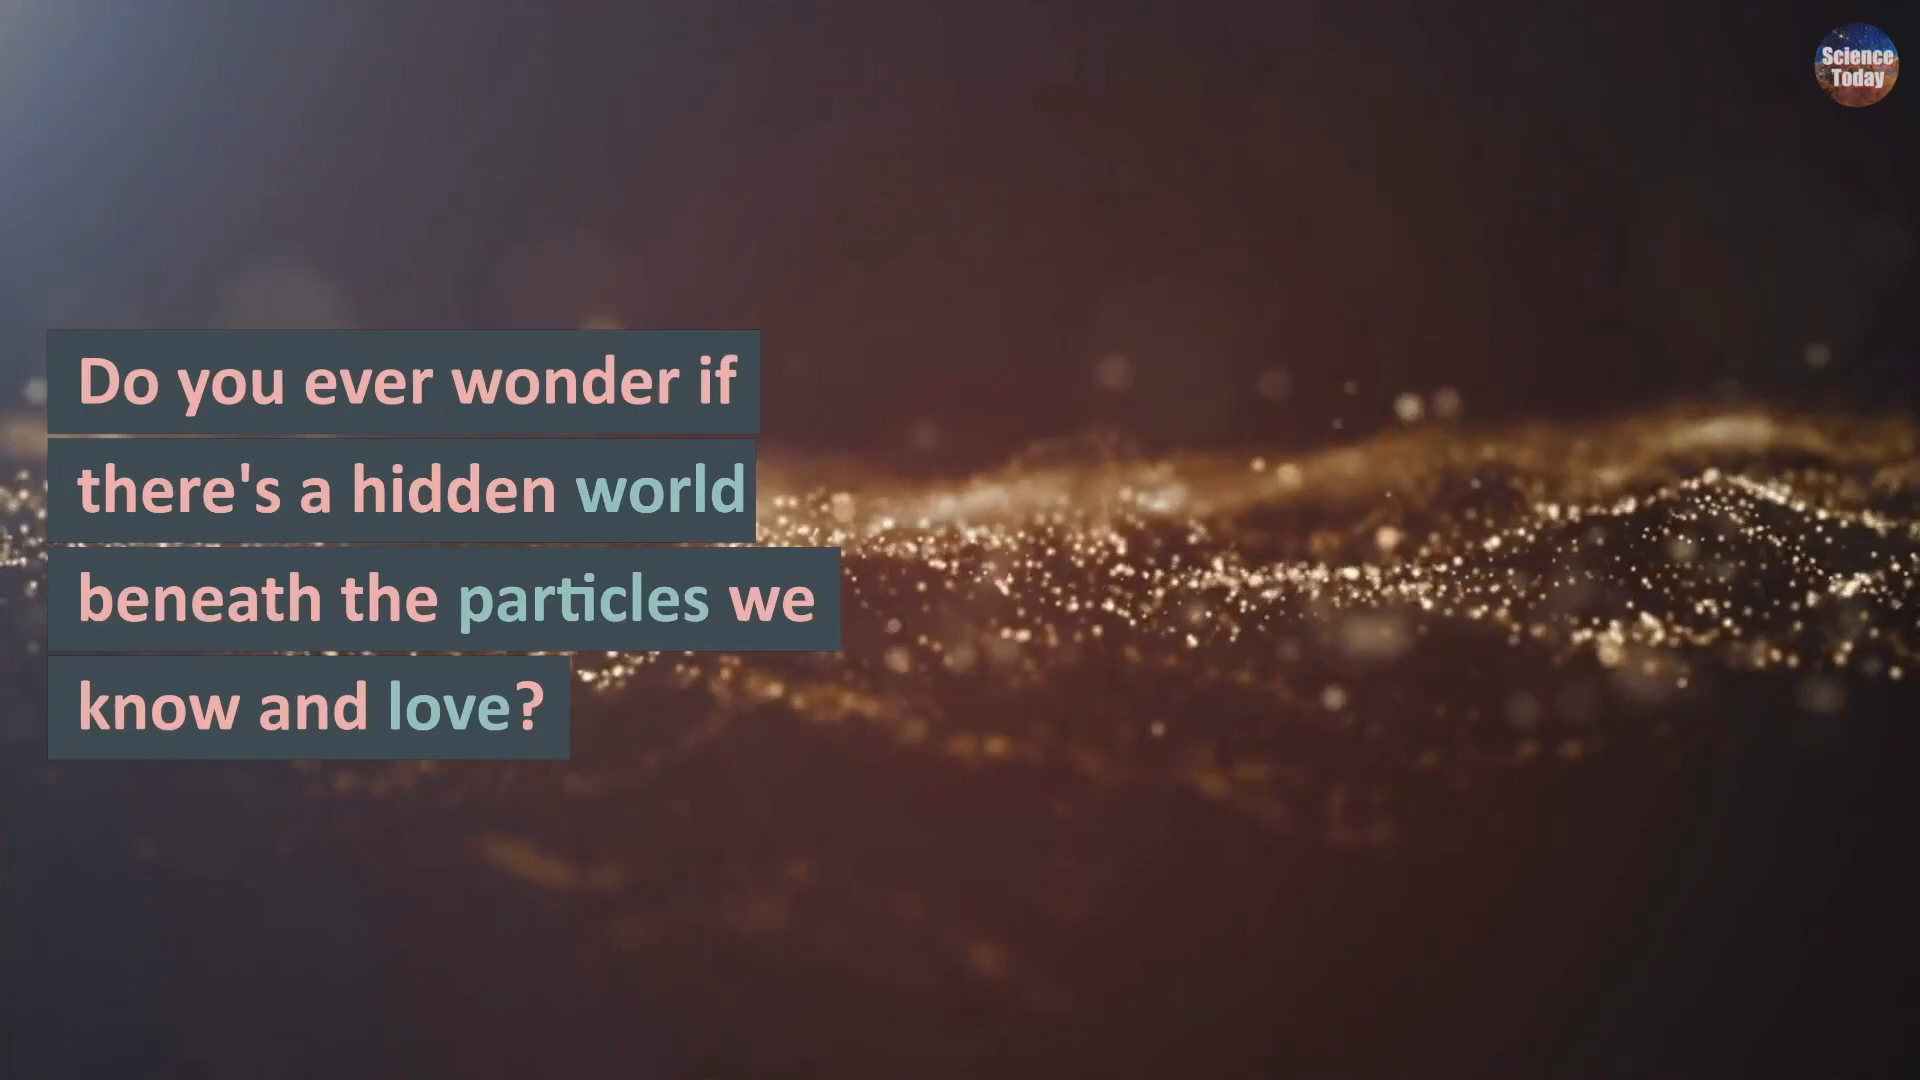 Science
Today
Do you ever wonder if
there's a hidden world
beneath the particles we
know and love?